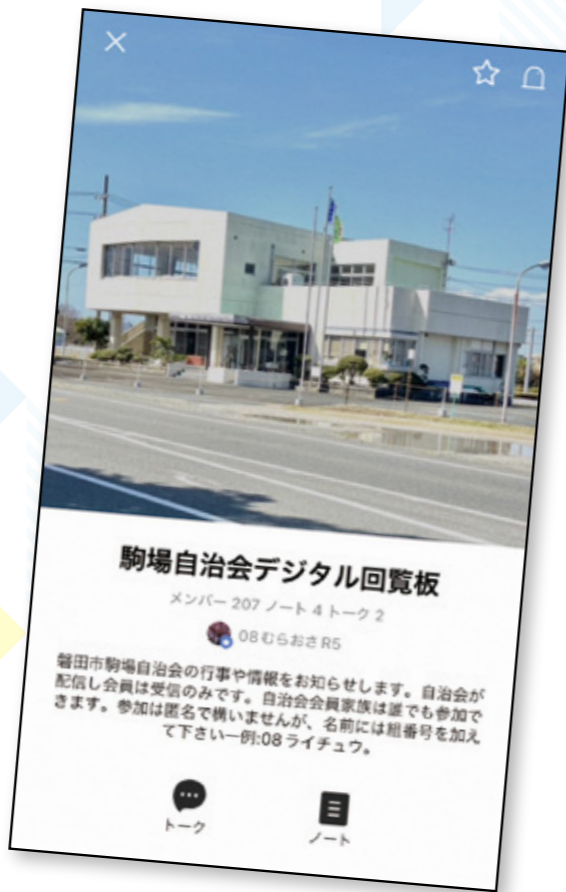 駒場自治会デジタル回覧板
メンバー 207 ノート 4 トーク 2
08むらおさR5
磐田市駒場自治会の行事や情報をお知らせします。自治会が
配信し会員は受信のみです。自治会会員家族は誰でも参加で
きます。参加は匿名で構いませんが、名前には組番号を加え
て下さい―例:08ライチュウ。
トーク
ノート